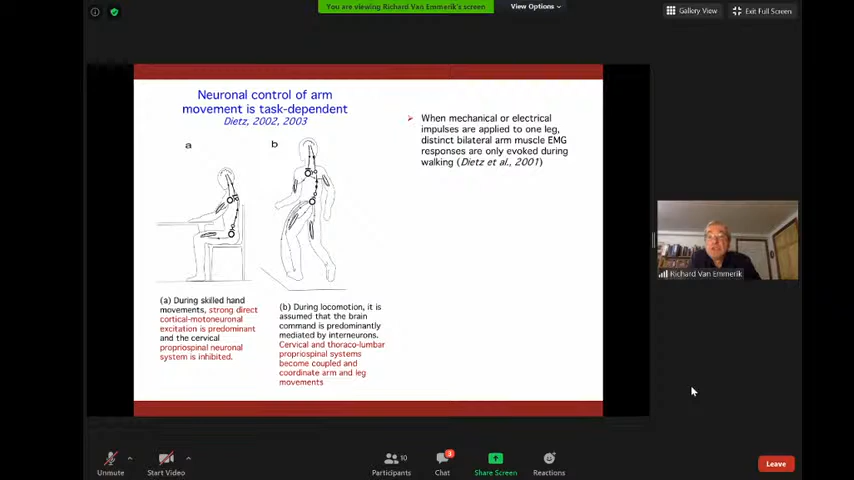 You are viewing Richard Van Emmerik's screen
View Options
Gallery View
Exit Full Screen
Neuronal control of arm
movement is task-dependent
Dietz, 2002, 2003
a
b
(a) During skilled hand
movements, strong direct
cortical-motoneuronal
excitation is predominant
and the cervical
propriospinal neuronal
system is inhibited.
(b) During locomotion, it is
assumed that the brain
command is predominantly
mediated by interneurons.
Cervical and thoraco-lumbar
propriospinal systems
become coupled and
coordinate arm and leg
movements
When mechanical or electrical
impulses are applied to one leg,
distinct bilateral arm muscle EMG
responses are only evoked during
walking (Dietz et al., 2001)
Richard Van Emmerik
Unmute
Start Video
10
Participants
3
Chat
Share Screen
Reactions
Leave